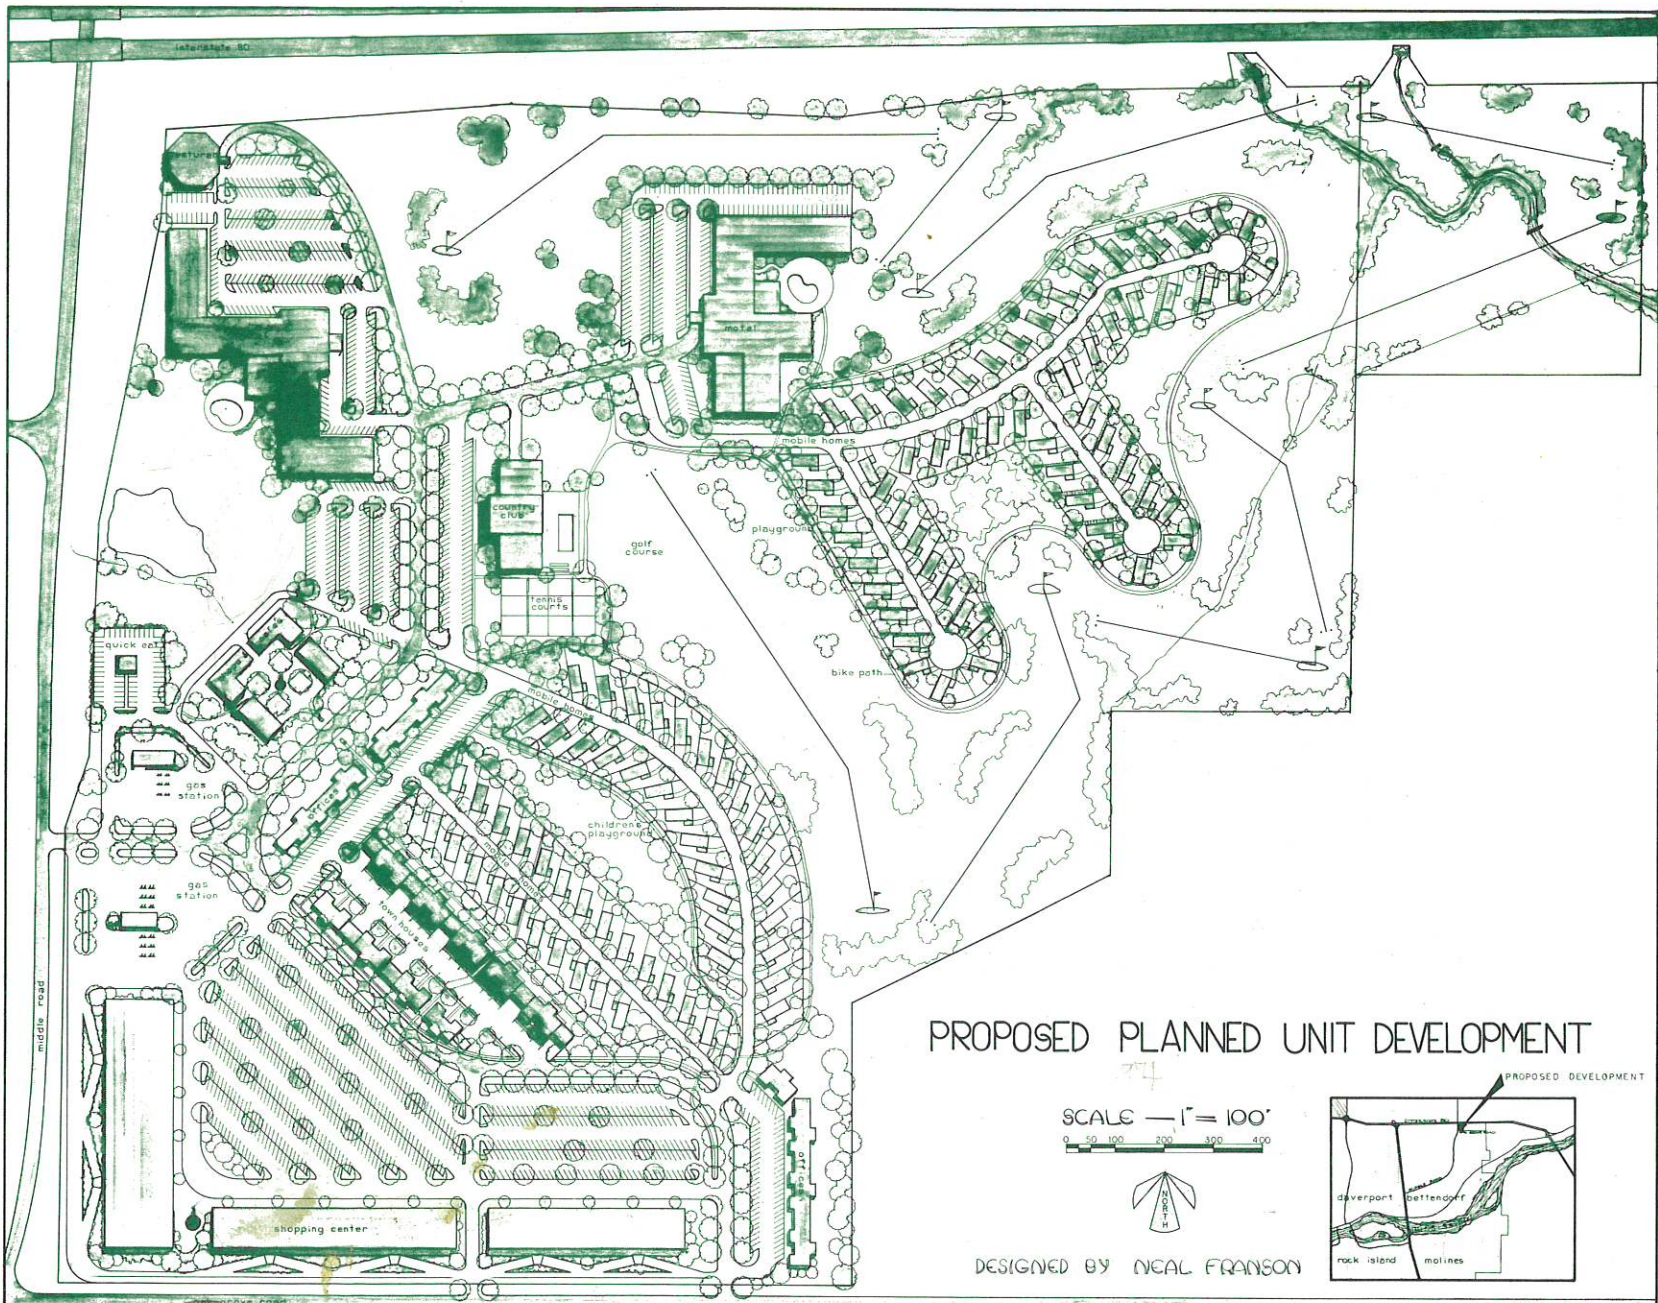 interstate 80
motel
mobile homes
country
club
golf
course
playground
tennis
courts
quick eat
bike path
mobile homes
gas
station
offices
children's
playground
mobile homes
gas
station
town houses
middle road
offices
shopping center
PROPOSED PLANNED UNIT DEVELOPMENT
74
PROPOSED DEVELOPMENT
SCALE — 1" = 100'
0 50 100 200 300 400
NORTH
davenport bettendorf
rock island molines
DESIGNED BY NEAL FRANSON